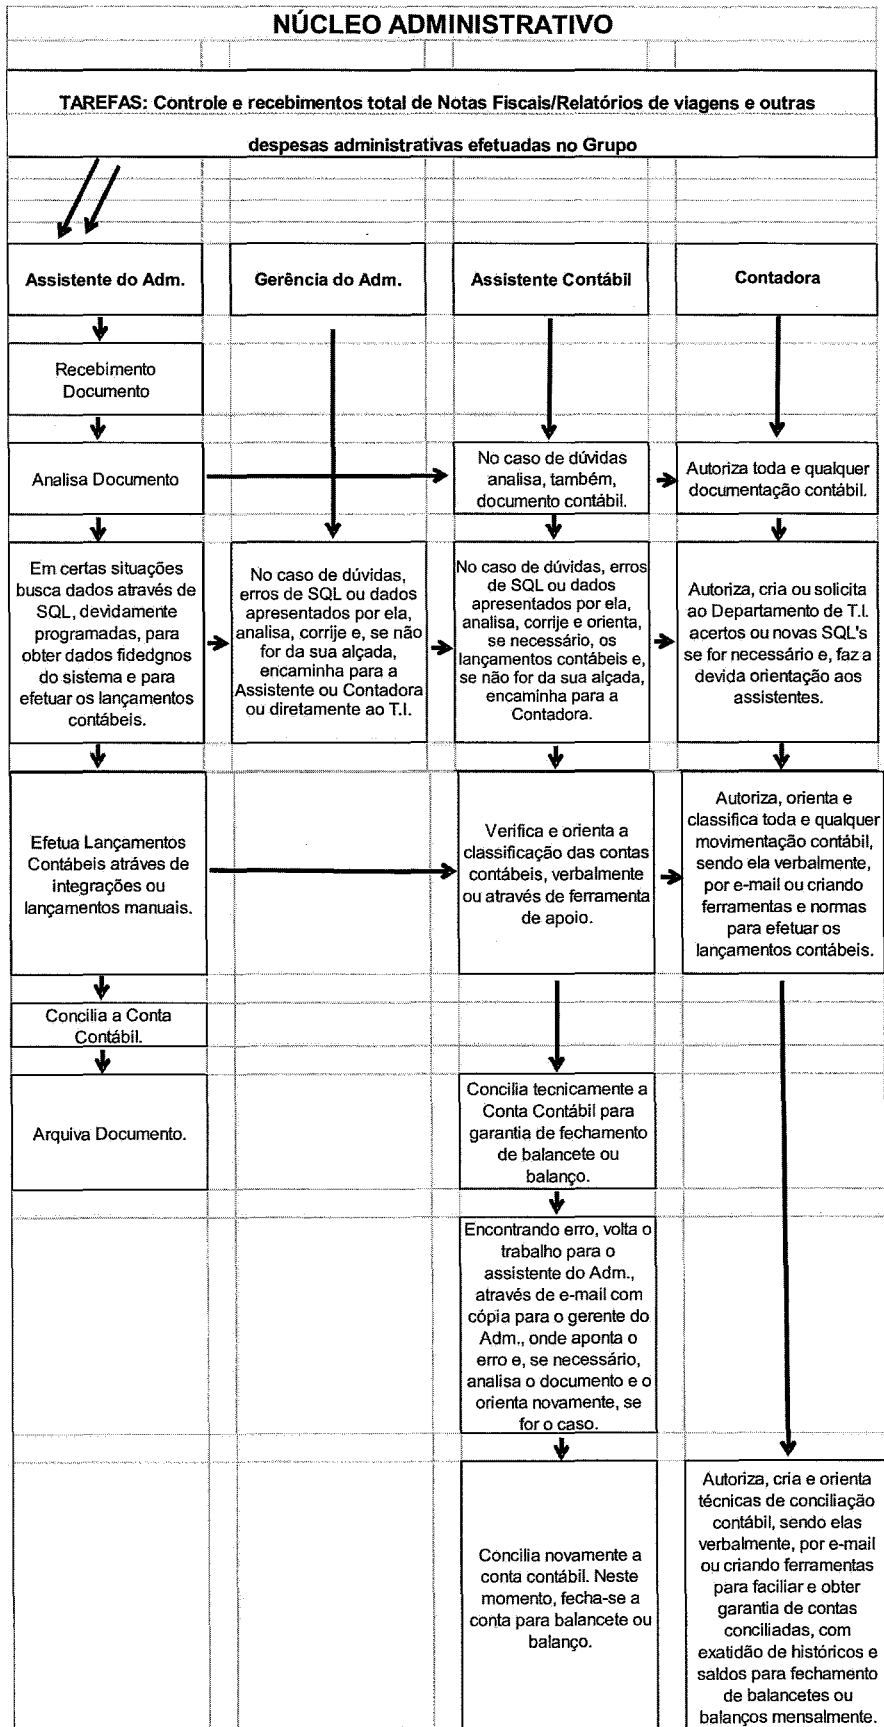 NÚCLEO ADMINISTRATIVO
TAREFAS: Controle e recebimentos total de Notas Fiscais/Relatórios de viagens e outras
despesas administrativas efetuadas no Grupo
Assistente do Adm.
Gerência do Adm.
Assistente Contábil
Contadora
Recebimento
Documento
Analisa Documento
No caso de dúvidas
analisa, também,
documento contábil.
Autoriza toda e qualquer
documentação contábil.
Em certas situações
busca dados através de
SQL, devidamente
programadas, para
obter dados fidedgnos
do sistema e para
efetuar os lançamentos
contábeis.
No caso de dúvidas,
erros de SQL ou dados
apresentados por ela,
analisa, corrije e, se não
for da sua alçada,
encaminha para a
Assistente ou Contadora
ou diretamente ao T.I.
No caso de dúvidas, erros
de SQL ou dados
apresentados por ela,
analisa, corrije e orienta,
se necessário, os
lançamentos contábeis e,
se não for da sua alçada,
encaminha para a
Contadora.
Autoriza, cria ou solicita
ao Departamento de T.I.
acertos ou novas SQL's
se for necessário e, faz a
devida orientação aos
assistentes.
Efetua Lançamentos
Contábeis atráves de
integrações ou
lançamentos manuais.
Verifica e orienta a
classificação das contas
contábeis, verbalmente
ou através de ferramenta
de apoio.
Autoriza, orienta e
classifica toda e qualquer
movimentação contábil,
sendo ela verbalmente,
por e-mail ou criando
ferramentas e normas
para efetuar os
lançamentos contábeis.
Concilia a Conta
Contábil.
Arquiva Documento.
Concilia tecnicamente a
Conta Contábil para
garantia de fechamento
de balancete ou
balanço.
Encontrando erro, volta o
trabalho para o
assistente do Adm.,
através de e-mail com
cópia para o gerente do
Adm., onde aponta o
erro e, se necessário,
analisa o documento e o
orienta novamente, se
for o caso.
Concilia novamente a
conta contábil. Neste
momento, fecha-se a
conta para balancete ou
balanço.
Autoriza, cria e orienta
técnicas de conciliação
contábil, sendo elas
verbalmente, por e-mail
ou criando ferramentas
para faciliar e obter
garantia de contas
conciliadas, com
exatidão de históricos e
saldos para fechamento
de balancetes ou
balanços mensalmente.